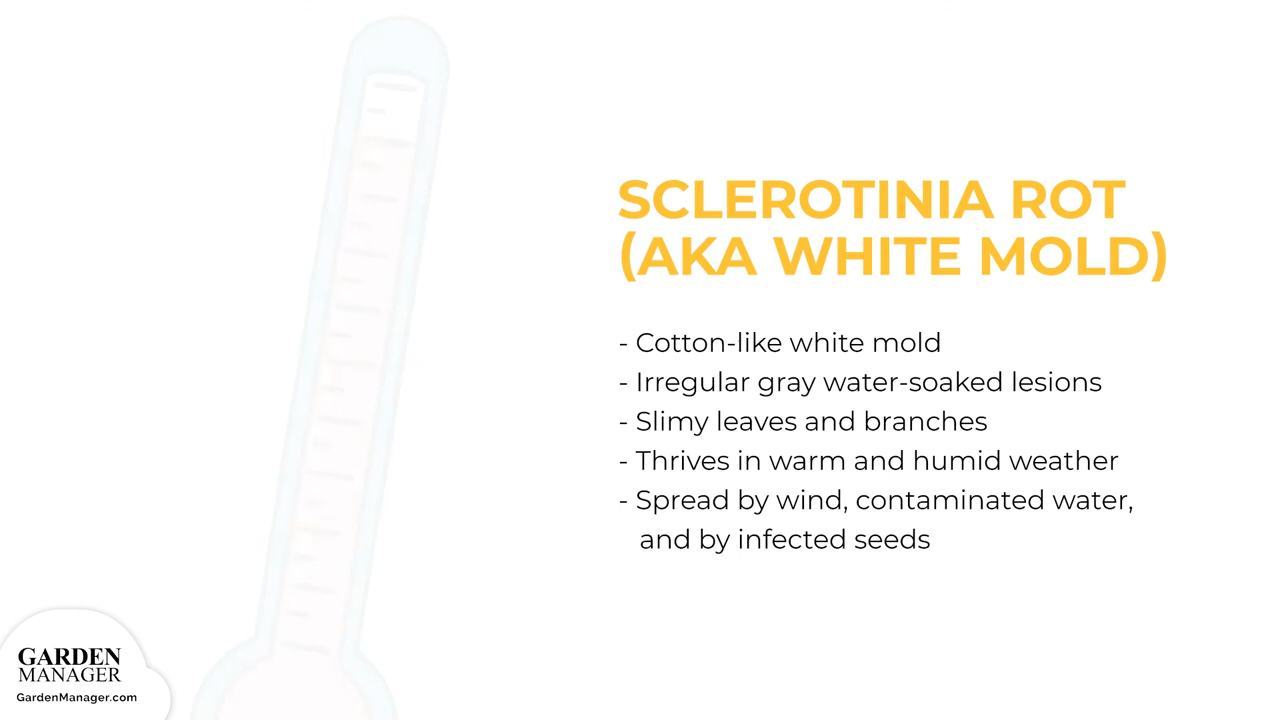 SCLEROTINIA ROT
(AKA WHITE MOLD)
- Cotton-like white mold
- Irregular gray water-soaked lesions
- Slimy leaves and branches
- Thrives in warm and humid weather
- Spread by wind, contaminated water,
and by infected seeds
GARDEN
MANAGER
GardenManager.com